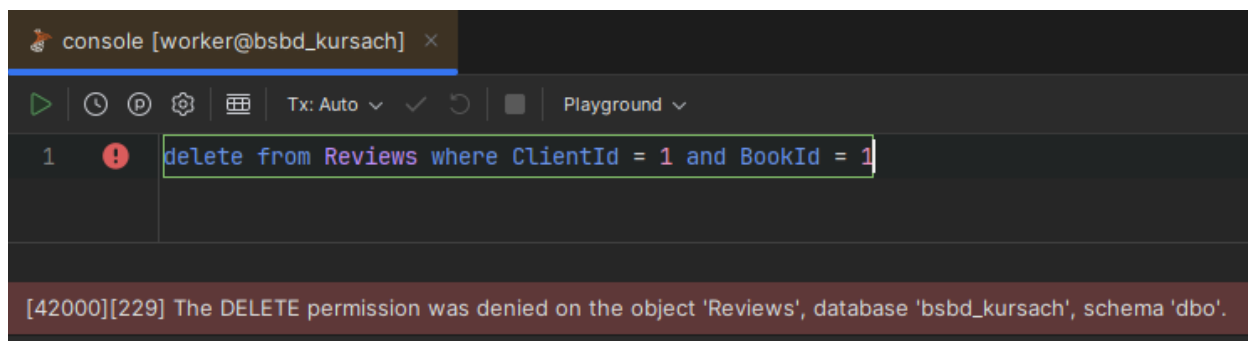 console [worker@bsbd_kursach]
Tx: Auto Playground
1 delete from Reviews where ClientId = 1 and BookId = 1
[42000][229] The DELETE permission was denied on the object 'Reviews', database 'bsbd_kursach', schema 'dbo'.